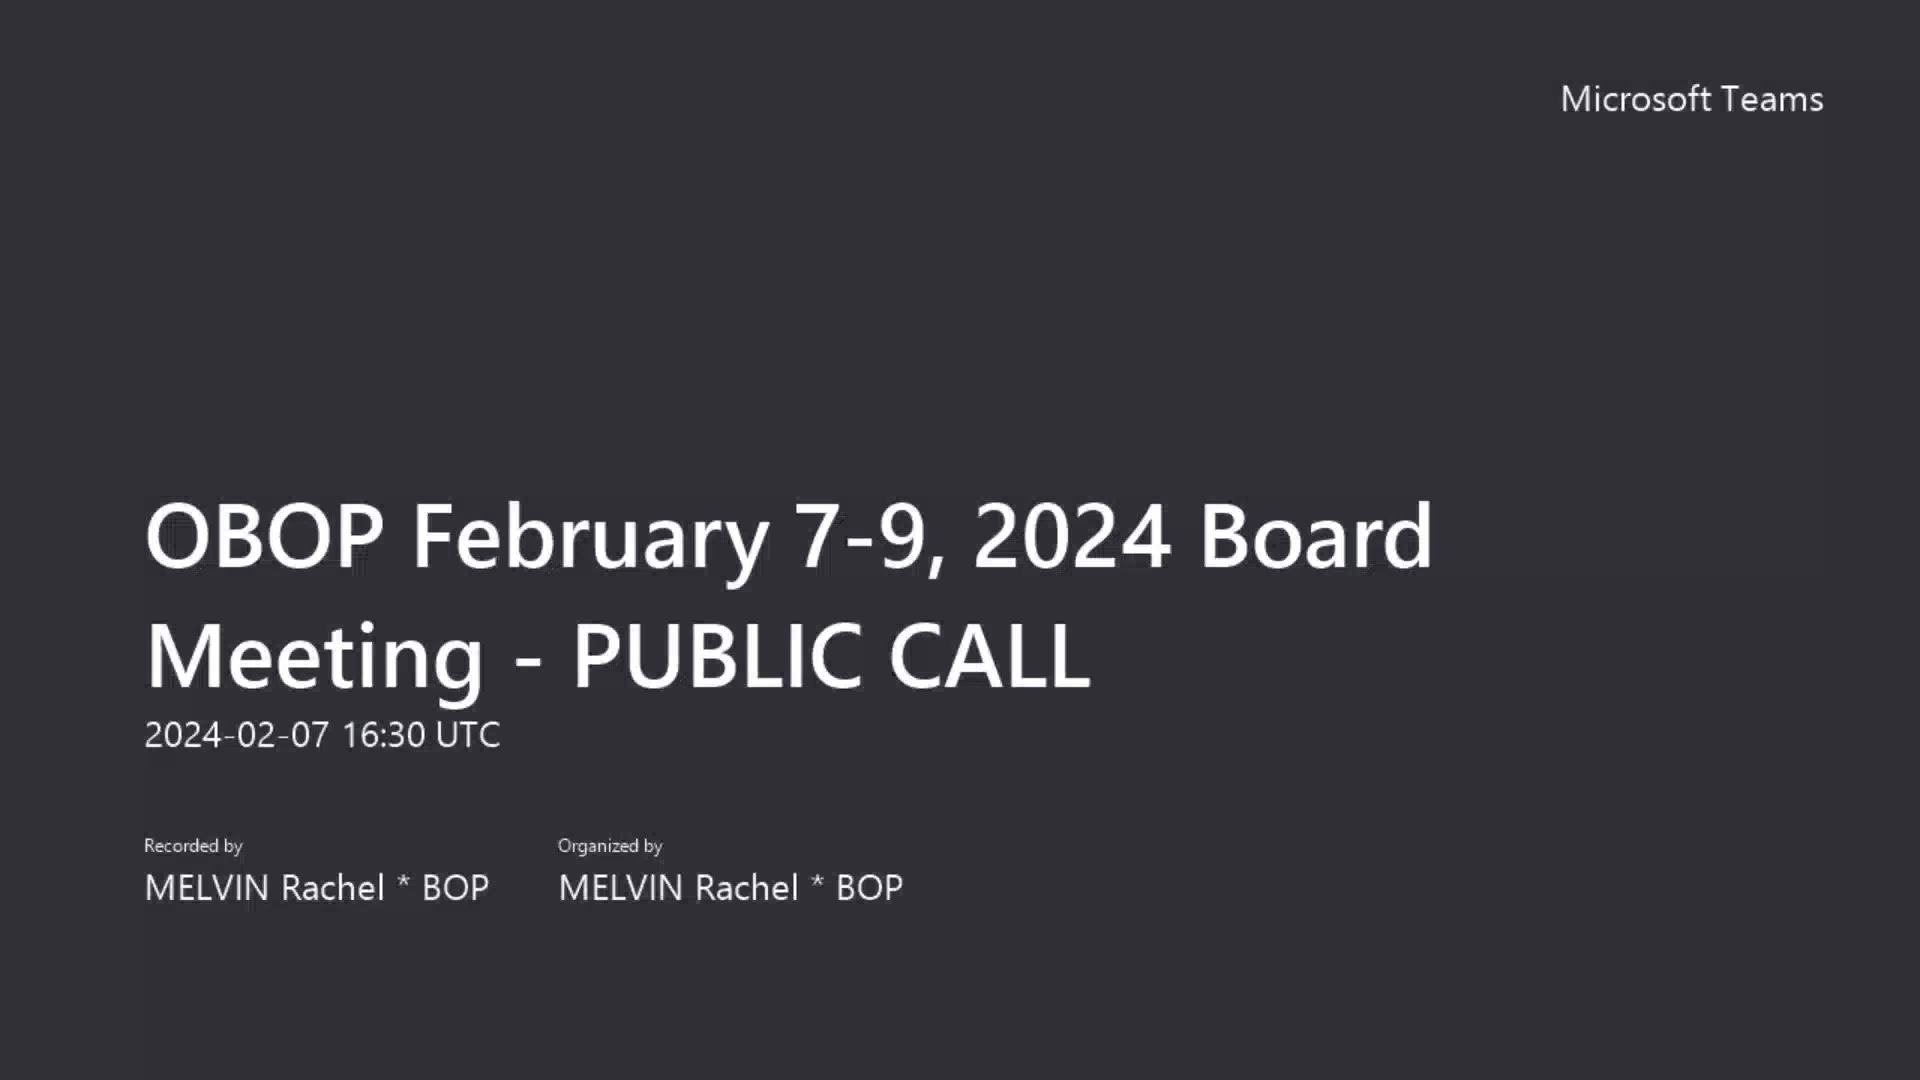 Microsoft Teams
OBOP February 7-9, 2024 Board
Meeting - PUBLIC CALL
2024-02-07 16:30 UTC
Recorded by
MELVIN Rachel * BOP
Organized by
MELVIN Rachel * BOP